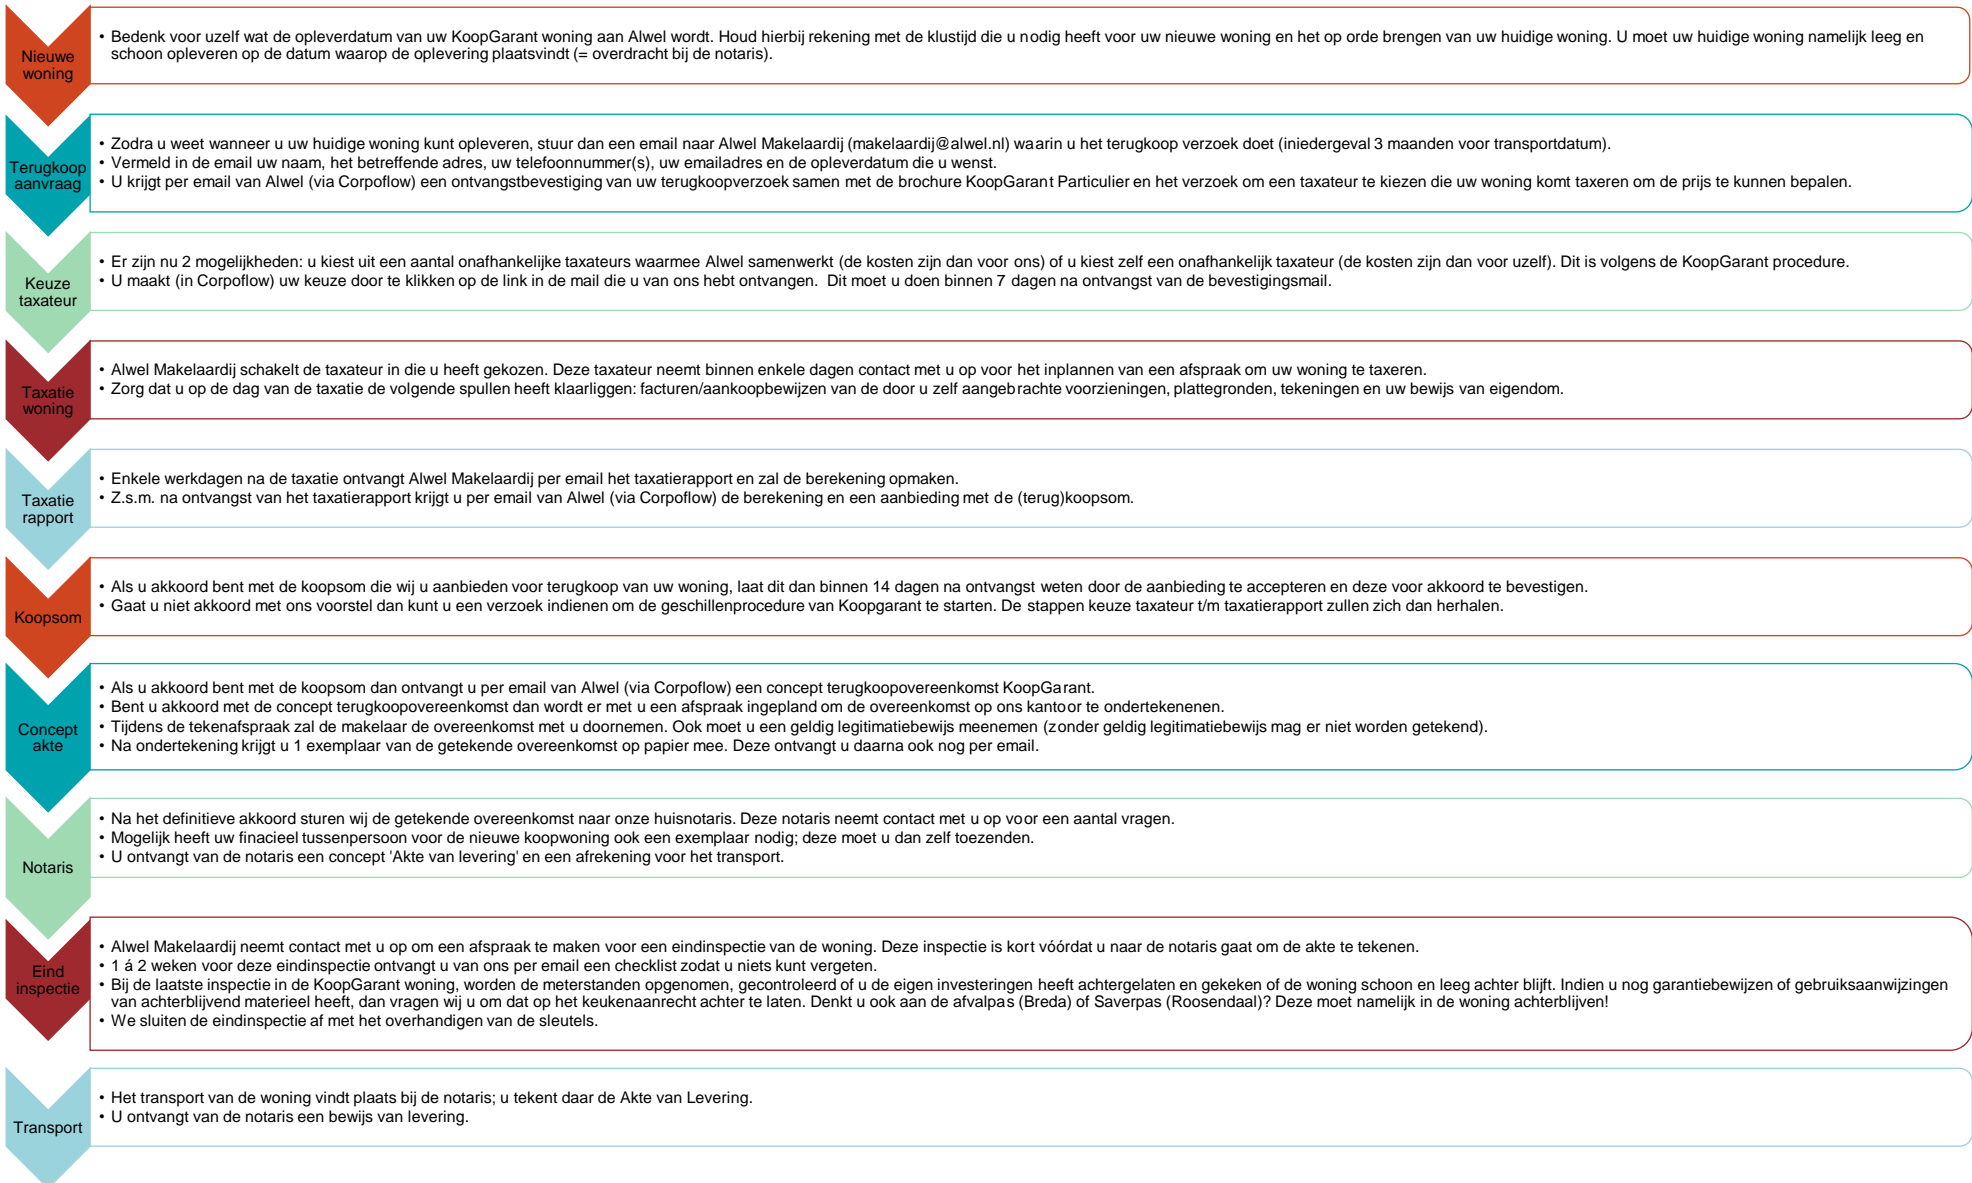 Nieuwe
woning
• Bedenk voor uzelf wat de opleverdatum van uw KoopGarant woning aan Alwel wordt. Houd hierbij rekening met de klustijd die u nodig heeft voor uw nieuwe woning en het op orde brengen van uw huidige woning. U moet uw huidige woning namelijk leeg en
schoon opleveren op de datum waarop de oplevering plaatsvindt (= overdracht bij de notaris).
Terugkoop
aanvraag
• Zodra u weet wanneer u uw huidige woning kunt opleveren, stuur dan een email naar Alwel Makelaardij (makelaardij@alwel.nl) waarin u het terugkoop verzoek doet (iniedergeval 3 maanden voor transportdatum).
• Vermeld in de email uw naam, het betreffende adres, uw telefoonnummer(s), uw emailadres en de opleverdatum die u wenst.
• U krijgt per email van Alwel (via Corpoflow) een ontvangstbevestiging van uw terugkoopverzoek samen met de brochure KoopGarant Particulier en het verzoek om een taxateur te kiezen die uw woning komt taxeren om de prijs te kunnen bepalen.
Keuze
taxateur
• Er zijn nu 2 mogelijkheden: u kiest uit een aantal onafhankelijke taxateurs waarmee Alwel samenwerkt (de kosten zijn dan voor ons) of u kiest zelf een onafhankelijk taxateur (de kosten zijn dan voor uzelf). Dit is volgens de KoopGarant procedure.
• U maakt (in Corpoflow) uw keuze door te klikken op de link in de mail die u van ons hebt ontvangen. Dit moet u doen binnen 7 dagen na ontvangst van de bevestigingsmail.
Taxatie
woning
• Alwel Makelaardij schakelt de taxateur in die u heeft gekozen. Deze taxateur neemt binnen enkele dagen contact met u op voor het inplannen van een afspraak om uw woning te taxeren.
• Zorg dat u op de dag van de taxatie de volgende spullen heeft klaarliggen: facturen/aankoopbewijzen van de door u zelf aangebrachte voorzieningen, plattegronden, tekeningen en uw bewijs van eigendom.
Taxatie
rapport
• Enkele werkdagen na de taxatie ontvangt Alwel Makelaardij per email het taxatierapport en zal de berekening opmaken.
• Z.s.m. na ontvangst van het taxatierapport krijgt u per email van Alwel (via Corpoflow) de berekening en een aanbieding met de (terug)koopsom.
Koopsom
• Als u akkoord bent met de koopsom die wij u aanbieden voor terugkoop van uw woning, laat dit dan binnen 14 dagen na ontvangst weten door de aanbieding te accepteren en deze voor akkoord te bevestigen.
• Gaat u niet akkoord met ons voorstel dan kunt u een verzoek indienen om de geschillenprocedure van Koopgarant te starten. De stappen keuze taxateur t/m taxatierapport zullen zich dan herhalen.
Concept
akte
• Als u akkoord bent met de koopsom dan ontvangt u per email van Alwel (via Corpoflow) een concept terugkoopovereenkomst KoopGarant.
• Bent u akkoord met de concept terugkoopovereenkomst dan wordt er met u een afspraak ingepland om de overeenkomst op ons kantoor te ondertekenenen.
• Tijdens de tekenafspraak zal de makelaar de overeenkomst met u doornemen. Ook moet u een geldig legitimatiebewijs meenemen (zonder geldig legitimatiebewijs mag er niet worden getekend).
• Na ondertekening krijgt u 1 exemplaar van de getekende overeenkomst op papier mee. Deze ontvangt u daarna ook nog per email.
Notaris
• Na het definitieve akkoord sturen wij de getekende overeenkomst naar onze huisnotaris. Deze notaris neemt contact met u op voor een aantal vragen.
• Mogelijk heeft uw finacieel tussenpersoon voor de nieuwe koopwoning ook een exemplaar nodig; deze moet u dan zelf toezenden.
• U ontvangt van de notaris een concept 'Akte van levering' en een afrekening voor het transport.
Eind
inspectie
• Alwel Makelaardij neemt contact met u op om een afspraak te maken voor een eindinspectie van de woning. Deze inspectie is kort vóórdat u naar de notaris gaat om de akte te tekenen.
• 1 á 2 weken voor deze eindinspectie ontvangt u van ons per email een checklist zodat u niets kunt vergeten.
• Bij de laatste inspectie in de KoopGarant woning, worden de meterstanden opgenomen, gecontroleerd of u de eigen investeringen heeft achtergelaten en gekeken of de woning schoon en leeg achter blijft. Indien u nog garantiebewijzen of gebruiksaanwijzingen
van achterblijvend materieel heeft, dan vragen wij u om dat op het keukenaanrecht achter te laten. Denkt u ook aan de afvalpas (Breda) of Saverpas (Roosendaal)? Deze moet namelijk in de woning achterblijven!
• We sluiten de eindinspectie af met het overhandigen van de sleutels.
Transport
• Het transport van de woning vindt plaats bij de notaris; u tekent daar de Akte van Levering.
• U ontvangt van de notaris een bewijs van levering.